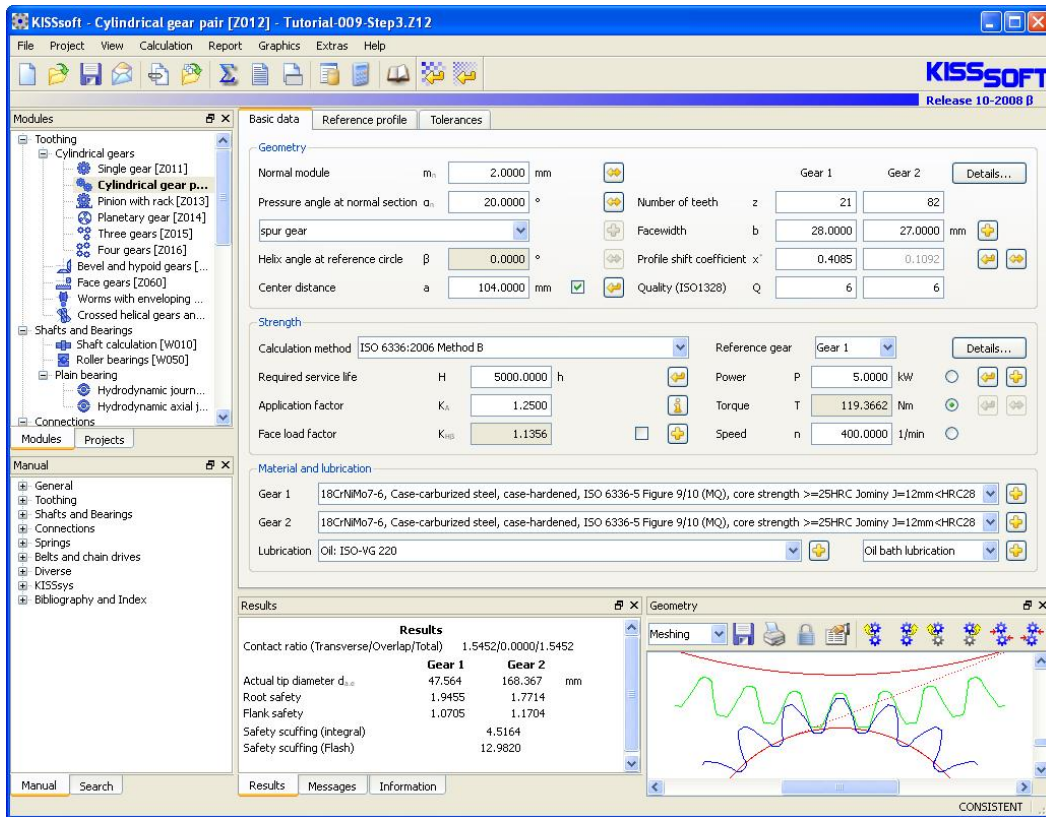 KISSsoft - Cylindrical gear pair [Z012] - Tutorial-009-Step3.Z12
File Project View Calculation Report Graphics Extras Help
KISSSOFT
Release 10-2008 β
Modules
Toothing
Cylindrical gears
Single gear [Z011]
Cylindrical gear p...
Pinion with rack [Z013]
Planetary gear [Z014]
Three gears [Z015]
Four gears [Z016]
Bevel and hypoid gears [...
Face gears [Z060]
Worms with enveloping ...
Crossed helical gears an...
Shafts and Bearings
Shaft calculation [W010]
Roller bearings [W050]
Plain bearing
Hydrodynamic journ...
Hydrodynamic axial j...
Connections
Modules Projects
Manual
General
Toothing
Shafts and Bearings
Connections
Springs
Belts and chain drives
Diverse
KISSsys
Bibliography and Index
Manual Search
Basic data Reference profile Tolerances
Geometry
Normal module mₙ 2.0000 mm Gear 1 Gear 2 Details...
Pressure angle at normal section αₙ 20.0000 ° Number of teeth z 21 82
spur gear Facewidth b 28.0000 27.0000 mm
Helix angle at reference circle β 0.0000 ° Profile shift coefficient x* 0.4085 0.1092
Center distance a 104.0000 mm Quality (ISO1328) Q 6 6
Strength
Calculation method ISO 6336:2006 Method B Reference gear Gear 1 Details...
Required service life H 5000.0000 h Power P 5.0000 kW
Application factor KA 1.2500 Torque T 119.3662 Nm
Face load factor KHβ 1.1356 Speed n 400.0000 1/min
Material and lubrication
Gear 1 18CrNiMo7-6, Case-carburized steel, case-hardened, ISO 6336-5 Figure 9/10 (MQ), core strength >=25HRC Jominy J=12mm<HRC28
Gear 2 18CrNiMo7-6, Case-carburized steel, case-hardened, ISO 6336-5 Figure 9/10 (MQ), core strength >=25HRC Jominy J=12mm<HRC28
Lubrication Oil: ISO-VG 220 Oil bath lubrication
Results
Results
Contact ratio (Transverse/Overlap/Total) 1.5452/0.0000/1.5452
Gear 1 Gear 2
Actual tip diameter 47.564 168.367 mm
Root safety 1.9455 1.7714
Flank safety 1.0705 1.1704
Safety scuffing (integral) 4.5164
Safety scuffing (Flash) 12.9820
Results Messages Information
Geometry
Meshing
CONSISTENT